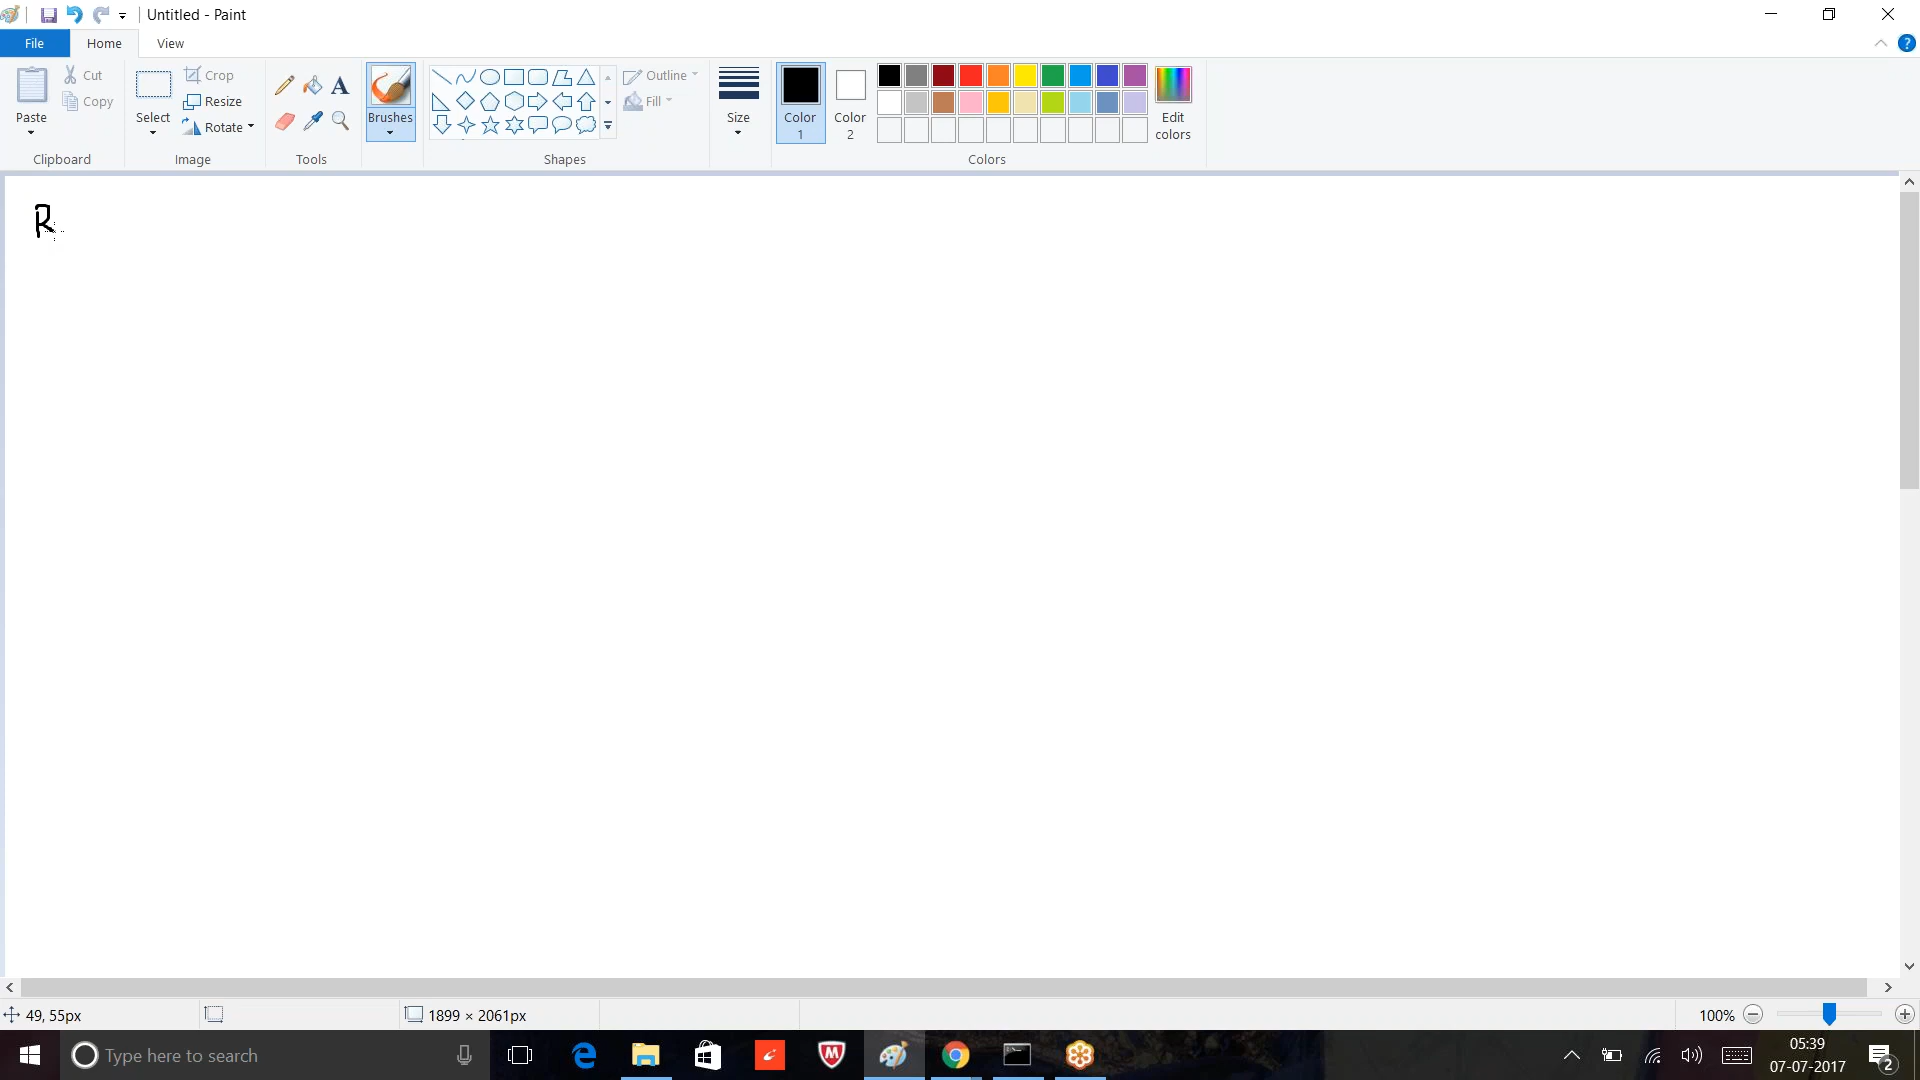 Untitled - Paint
File Home View
Paste Cut Copy Clipboard
Select Crop Resize Rotate Image
A Tools
Brushes
Outline Fill Shapes
Size
Color 1 Color 2 Edit colors Colors
R
49, 55px 1899 × 2061px 100%
Type here to search 05:39
07-07-2017 2